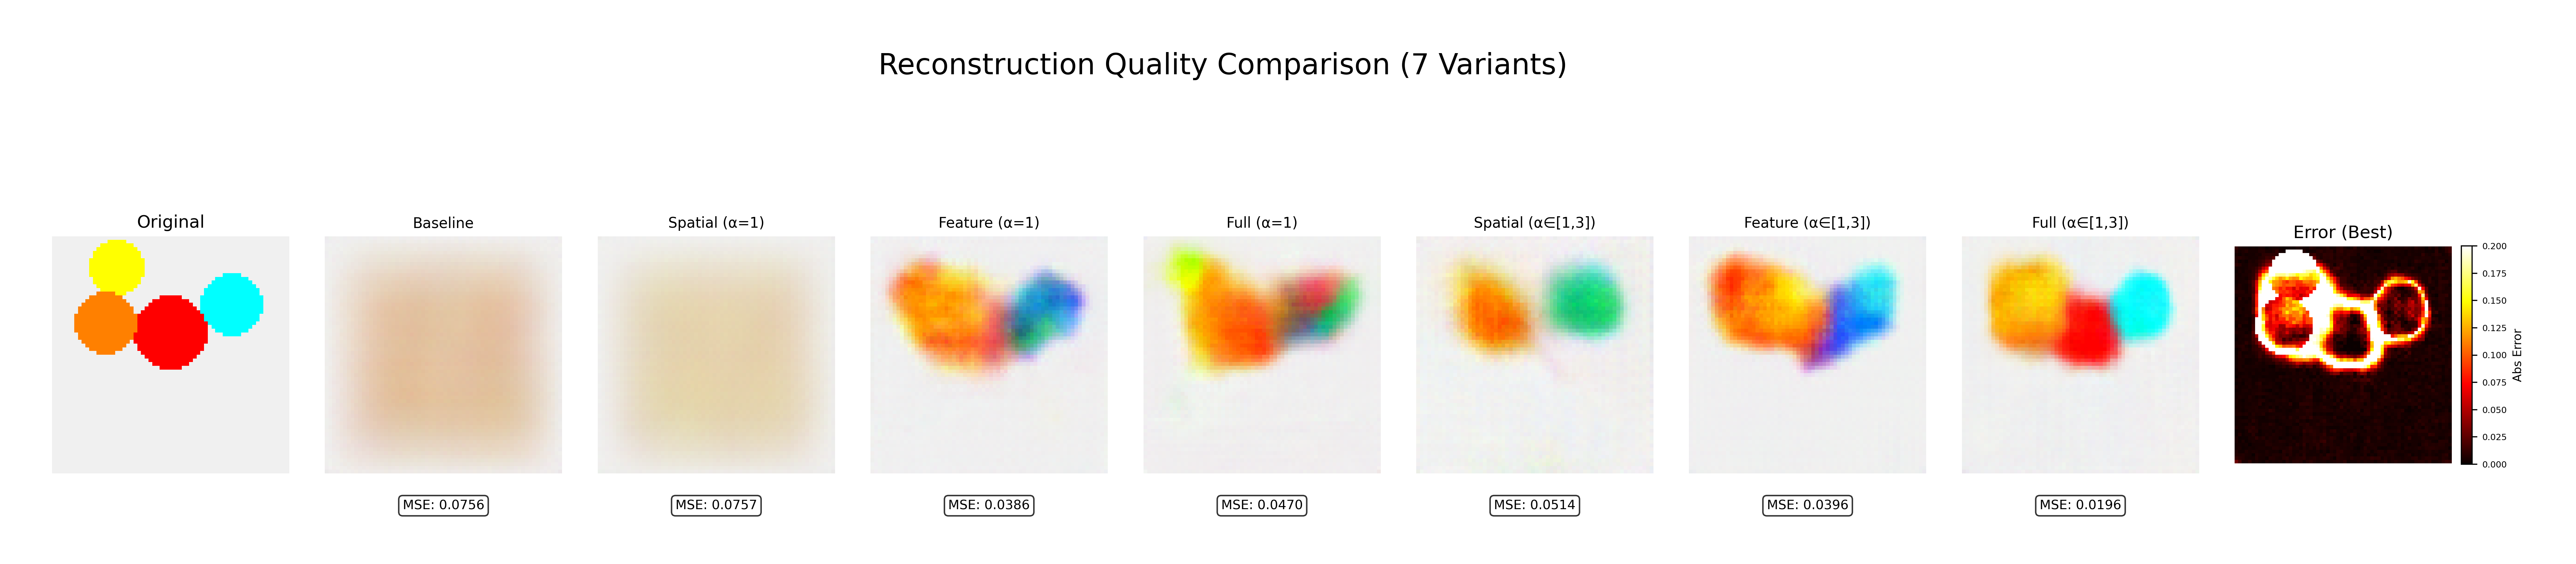 Reconstruction Quality Comparison (7 Variants)
Original
Baseline
Spatial (α=1)
Feature (α=1)
Full (α=1)
Spatial (α∈[1,3])
Feature (α∈[1,3])
Full (α∈[1,3])
Error (Best)
0.200
0.175
0.150
0.125
0.100
0.075
0.050
0.025
0.000
Abs Error
MSE: 0.0756
MSE: 0.0757
MSE: 0.0386
MSE: 0.0470
MSE: 0.0514
MSE: 0.0396
MSE: 0.0196